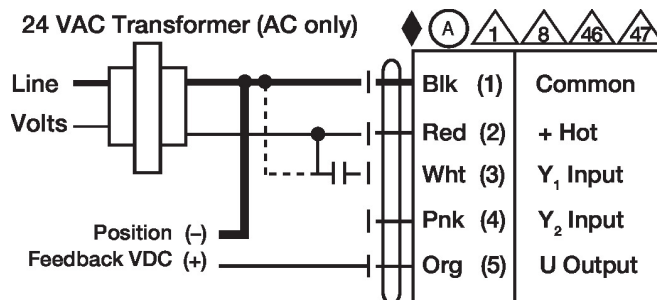 24 VAC Transformer (AC only)
A 1 8 46 47
Line
Volts
Blk (1) Common
Red (2) + Hot
Wht (3) Y₁ Input
Pnk (4) Y₂ Input
Position (–)
Feedback VDC (+)
Org (5) U Output